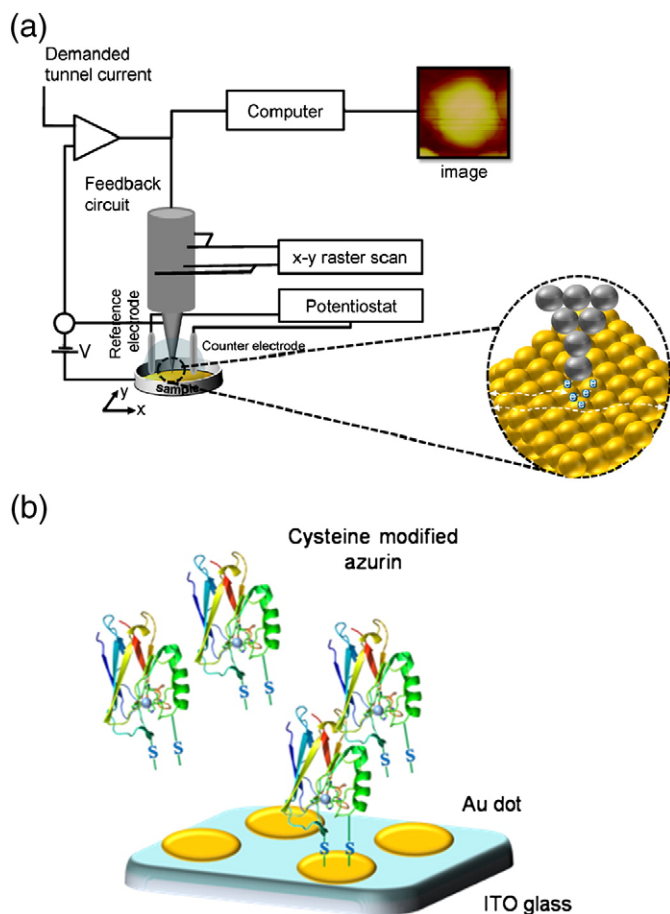 (a)
Demanded
tunnel current
Computer
image
Feedback
circuit
x-y raster scan
Potentiostat
Reference
electrode
Counter electrode
V
sample
y
x
e
e
e
e
e
(b)
Cysteine modified
azurin
S
S
S
S
S
S
S
S
Au dot
ITO glass